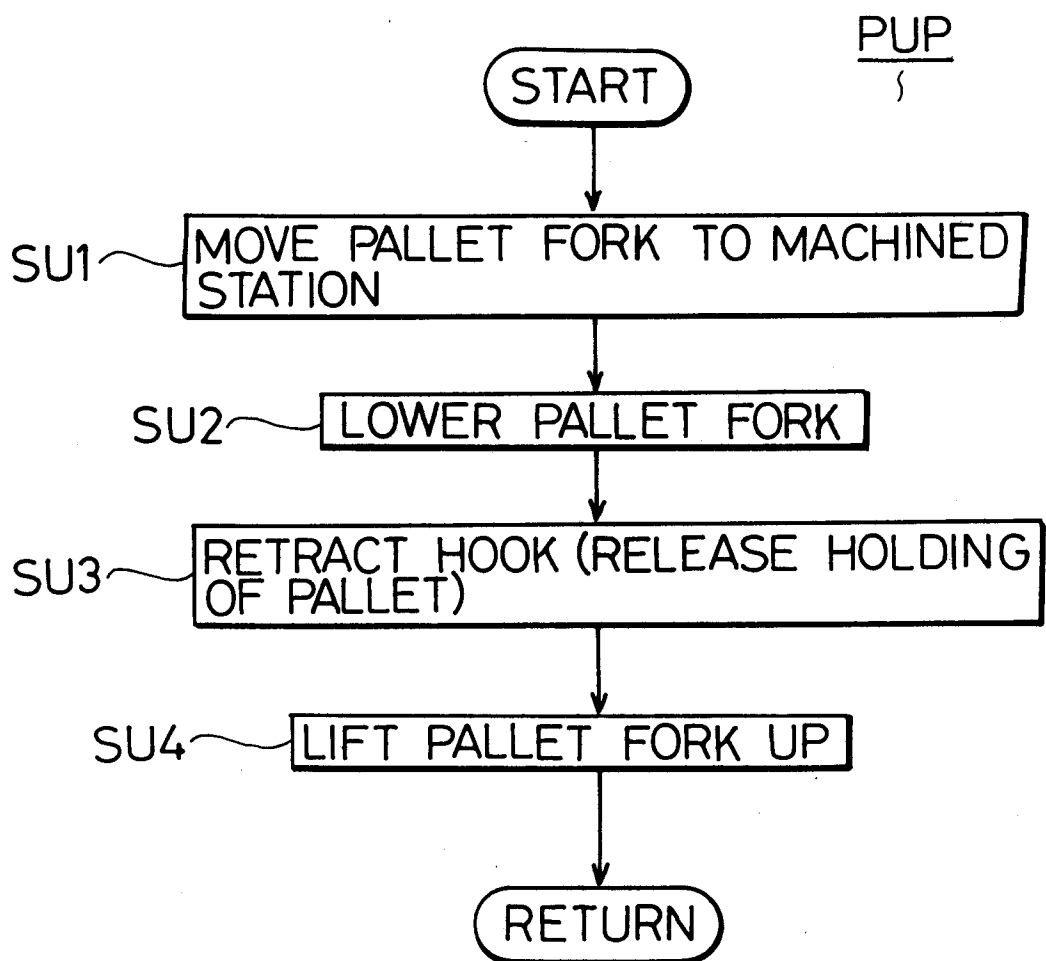 PUP
START
SU1
MOVE PALLET FORK TO MACHINED
STATION
SU2
LOWER PALLET FORK
SU3
RETRACT HOOK (RELEASE HOLDING
OF PALLET)
SU4
LIFT PALLET FORK UP
RETURN